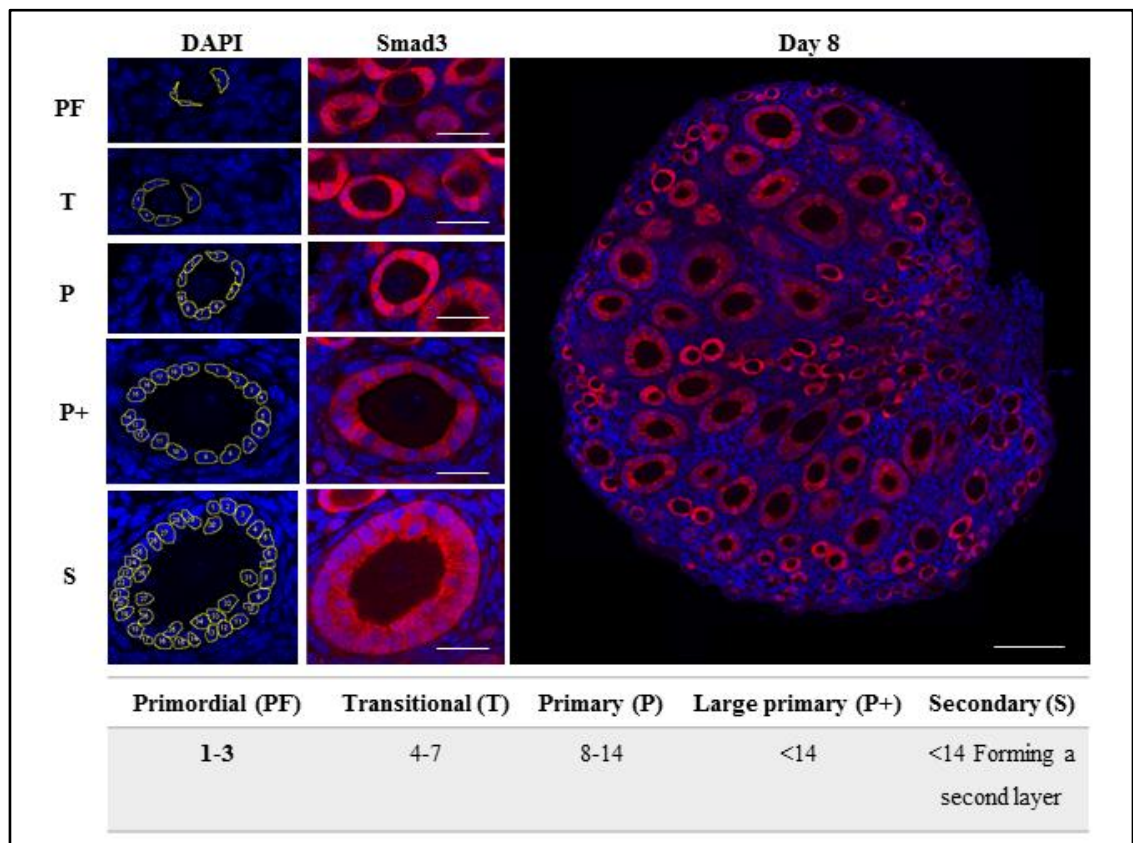 DAPI Smad3 Day 8
PF
T
P
P+
S
Primordial (PF) Transitional (T) Primary (P) Large primary (P+) Secondary (S)
1-3 4-7 8-14 <14 <14 Forming a
second layer